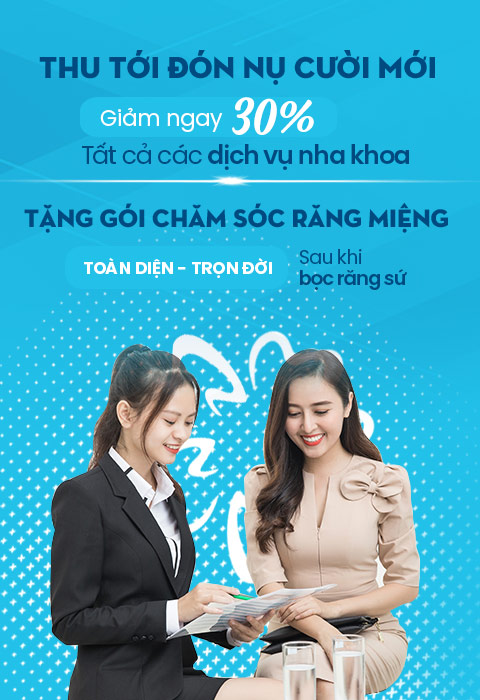 THU TỚI ĐÓN NỤ CƯỜI MỚI
Giảm ngay 30%
Tất cả các dịch vụ nha khoa
TẶNG GÓI CHĂM SÓC RĂNG MIỆNG
TOÀN DIỆN – TRỌN ĐỜI
Sau khi
bọc răng sứ